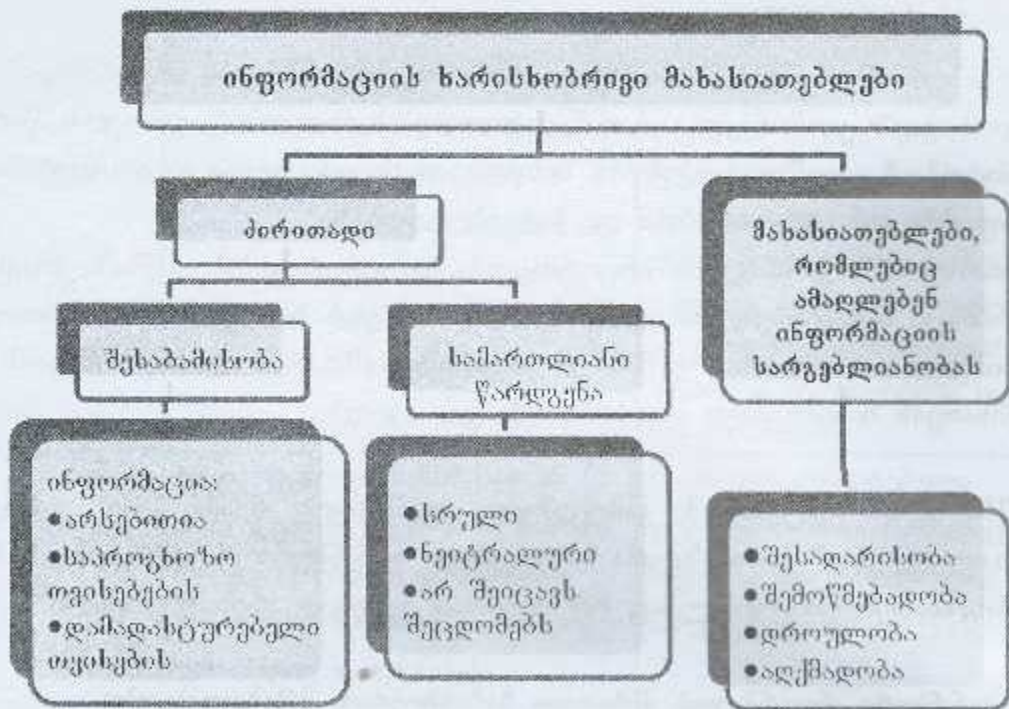 ინფორმაციის ხარისხობრივი მახასიათებლები
ძირითადი
მახასიათებლები,
რომლებიც
ამაღლებენ
ინფორმაციის
სარგებლიანობას
შესაბამისობა
სამართლიანი
წარდგენა
ინფორმაცია:
●არსებითია
●საპროგნოზო
თვისებების
●დამადასტურებელი
თვისების
●სრული
●ნეიტრალური
●არ შეიცავს
შეცდომებს
●შესადარისობა
●შემოწმებადობა
●დროულობა
●აღქმადობა